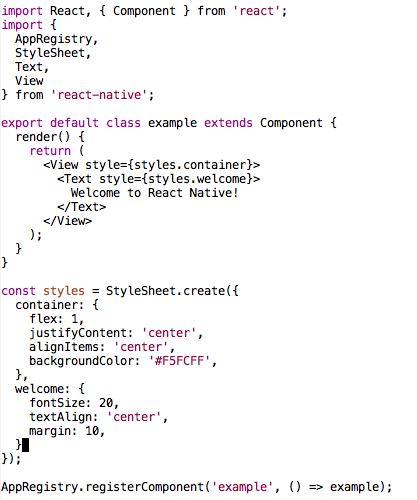 import React, { Component } from 'react';
import {
  AppRegistry,
  StyleSheet,
  Text,
  View
} from 'react-native';

export default class example extends Component {
  render() {
    return (
      <View style={styles.container}>
        <Text style={styles.welcome}>
          Welcome to React Native!
        </Text>
      </View>
    );
  }
}

const styles = StyleSheet.create({
  container: {
    flex: 1,
    justifyContent: 'center',
    alignItems: 'center',
    backgroundColor: '#F5FCFF',
  },
  welcome: {
    fontSize: 20,
    textAlign: 'center',
    margin: 10,
  }
});

AppRegistry.registerComponent('example', () => example);